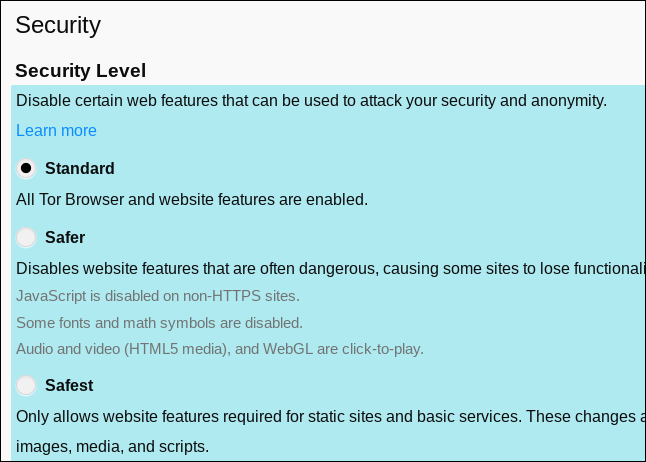 Security
Security Level
Disable certain web features that can be used to attack your security and anonymity.
Learn more
Standard
All Tor Browser and website features are enabled.
Safer
Disables website features that are often dangerous, causing some sites to lose functionali
JavaScript is disabled on non-HTTPS sites.
Some fonts and math symbols are disabled.
Audio and video (HTML5 media), and WebGL are click-to-play.
Safest
Only allows website features required for static sites and basic services. These changes a
images, media, and scripts.